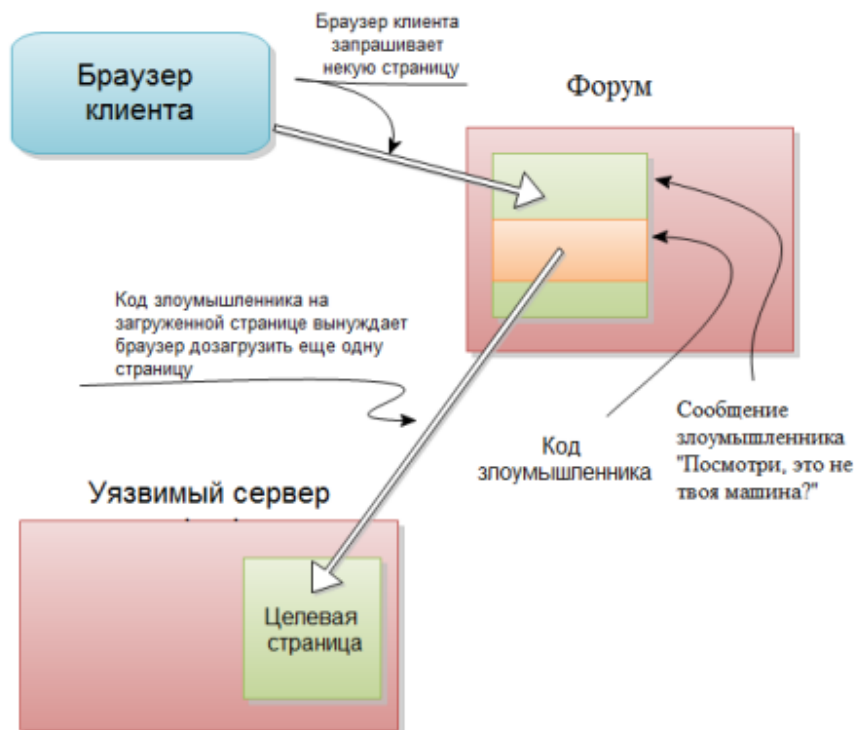 Браузер клиента
запрашивает
некую страницу
Браузер
клиента
Форум
Код злоумышленника на
загруженной странице вынуждает
браузер дозагрузить еще одну
страницу
Код
злоумышленника
Сообщение
злоумышленника
"Посмотри, это не
твоя машина?"
Уязвимый сервер
Целевая
страница